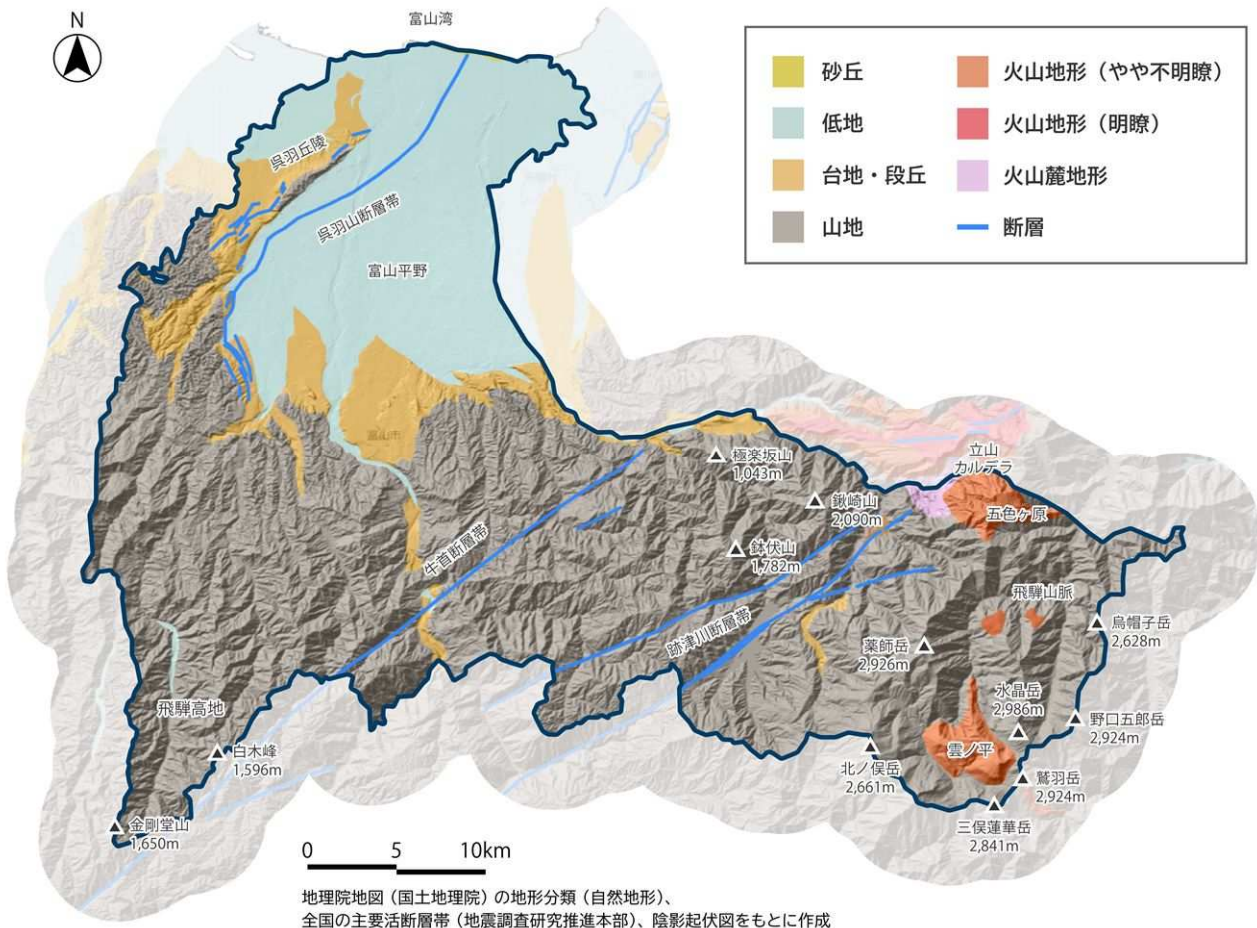 N
富山湾
砂丘
低地
台地・段丘
山地
火山地形（やや不明瞭）
火山地形（明瞭）
火山麓地形
断層
呉羽丘陵
呉羽山断層帯
富山平野
富山市
極楽坂山
1,043m
立山
カルデラ
鍬崎山
2,090m
五色ヶ原
牛首断層帯
鉢伏山
1,782m
飛騨山脈
烏帽子岳
2,628m
跡津川断層帯
薬師岳
2,926m
水晶岳
2,986m
飛騨高地
野口五郎岳
2,924m
白木峰
1,596m
雲ノ平
北ノ俣岳
2,661m
鷲羽岳
2,924m
三俣蓮華岳
2,841m
金剛堂山
1,650m
0 5 10km
地理院地図（国土地理院）の地形分類（自然地形）、
全国の主要活断層帯（地震調査研究推進本部）、陰影起伏図をもとに作成